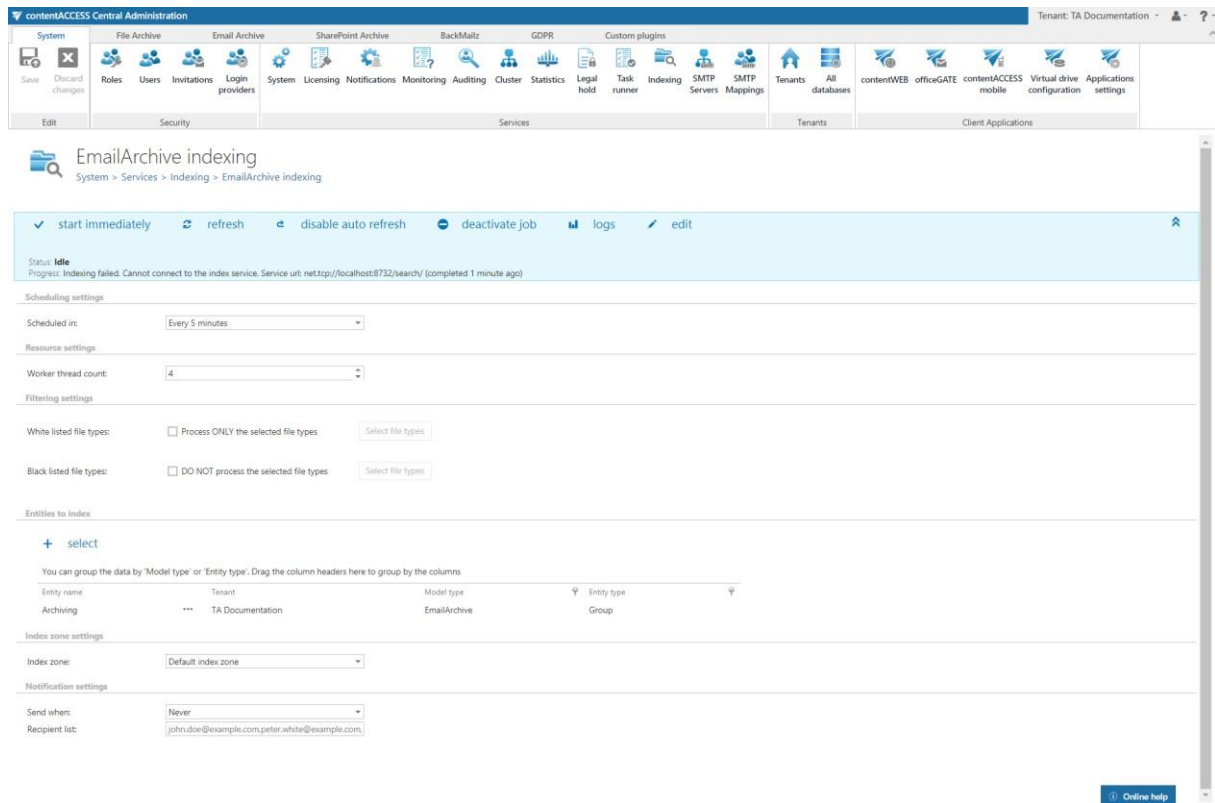 contentACCESS Central Administration
Tenant: TA Documentation
?
System File Archive Email Archive SharePoint Archive BackMailz GDPR Custom plugins
Save Discard changes Roles Users Invitations Login providers System Licensing Notifications Monitoring Auditing Cluster Statistics Legal hold Task runner Indexing SMTP Servers SMTP Mappings Tenants All databases contentWEB officeGATE contentACCESS mobile Virtual drive configuration Applications settings
Edit Security Services Tenants Client Applications
EmailArchive indexing
System > Services > Indexing > EmailArchive indexing
start immediately refresh disable auto refresh deactivate job logs edit
Status: Idle
Progress: Indexing failed. Cannot connect to the index service. Service url: net.tcp://localhost:8732/search/ (completed 1 minute ago)
Scheduling settings
Scheduled in: Every 5 minutes
Resource settings
Worker thread count: 4
Filtering settings
White listed file types: Process ONLY the selected file types Select file types
Black listed file types: DO NOT process the selected file types Select file types
Entities to index
+ select
You can group the data by 'Model type' or 'Entity type'. Drag the column headers here to group by the columns
Entity name Tenant Model type Entity type
Archiving ••• TA Documentation EmailArchive Group
Index zone settings
Index zone: Default index zone
Notification settings
Send when: Never
Recipient list: john.doe@example.com,peter.white@example.com,
Online help